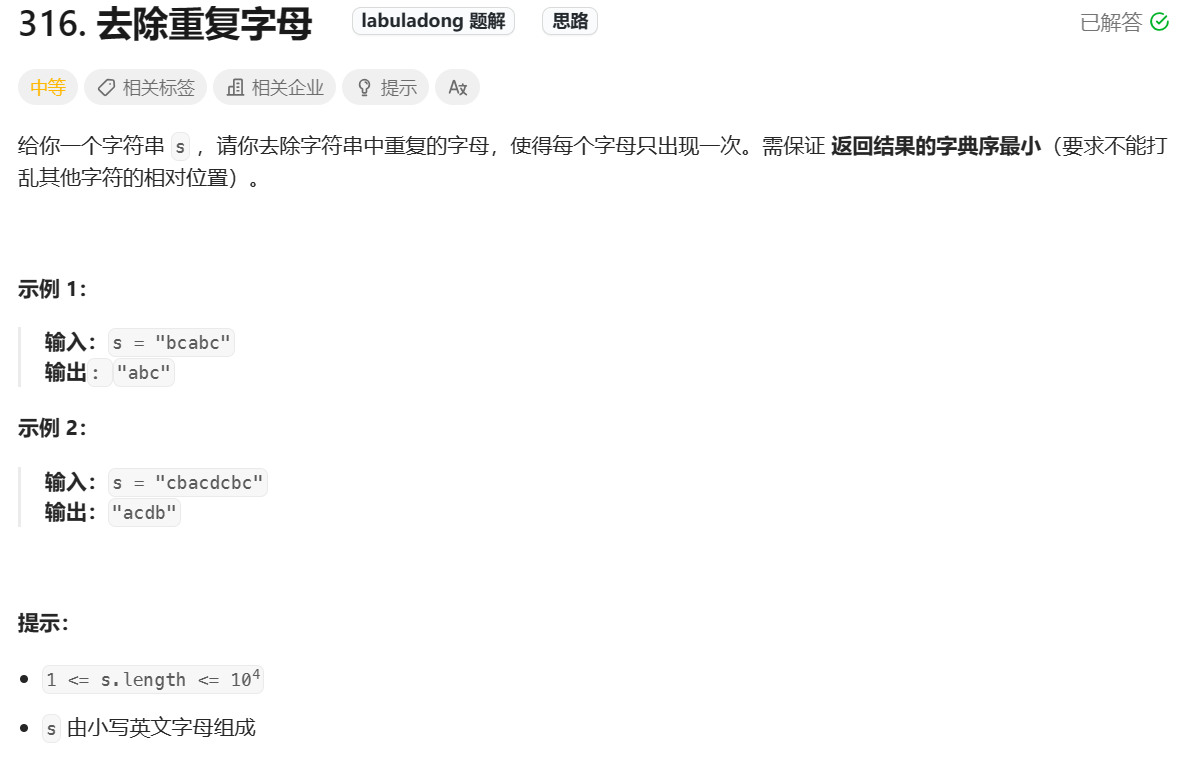 316. 去除重复字母 labuladong 题解 思路 已解答
中等 相关标签 相关企业 提示
给你一个字符串 s ，请你去除字符串中重复的字母，使得每个字母只出现一次。需保证 返回结果的字典序最小（要求不能打
乱其他字符的相对位置）。
示例 1：
输入：s = "bcabc"
输出："abc"
示例 2：
输入：s = "cbacdcbc"
输出："acdb"
提示：
• 1 <= s.length <= 10⁴
• s 由小写英文字母组成